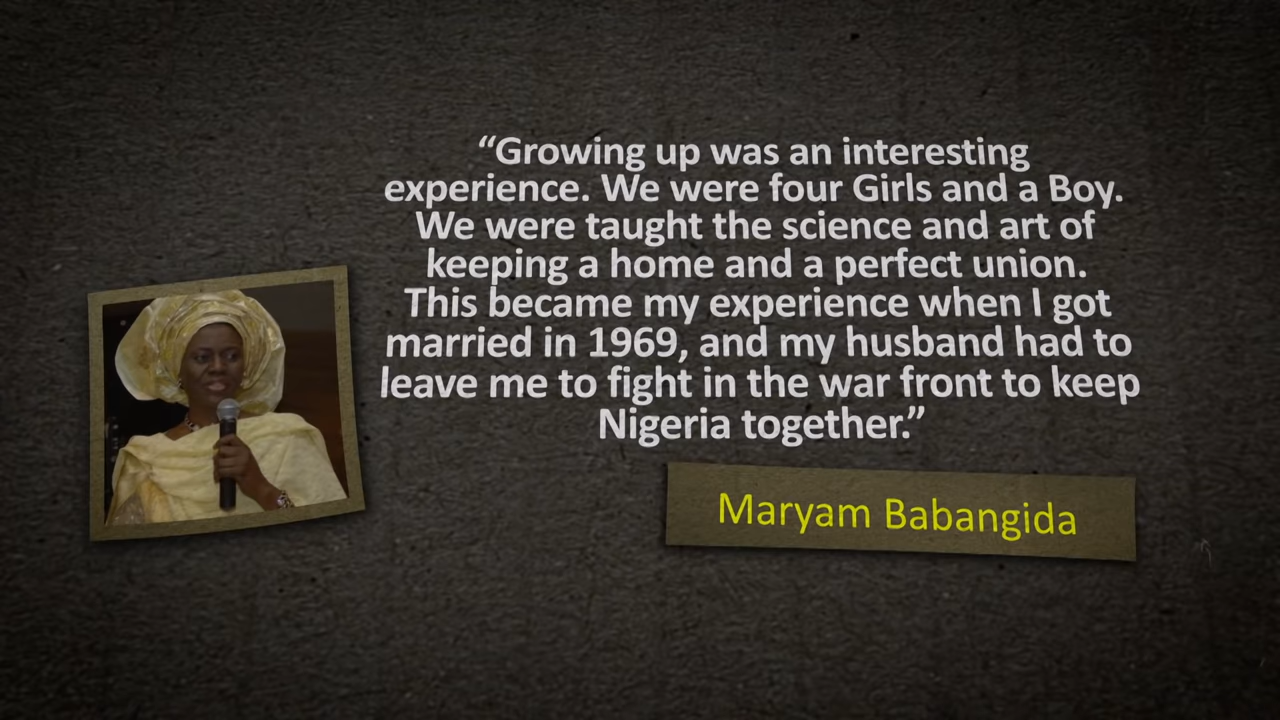 “Growing up was an interesting
experience. We were four Girls and a Boy.
We were taught the science and art of
keeping a home and a perfect union.
This became my experience when I got
married in 1969, and my husband had to
leave me to fight in the war front to keep
Nigeria together.”
Maryam Babangida